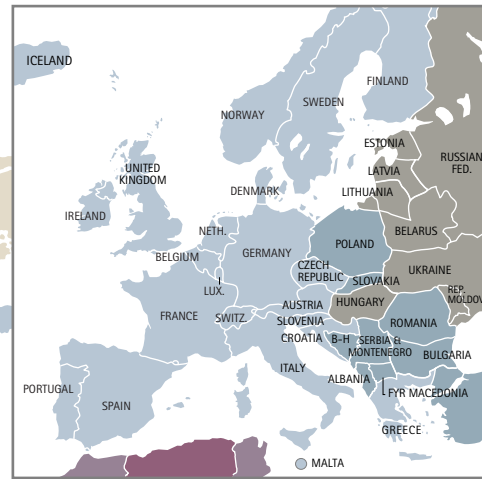 ICELAND
FINLAND
SWEDEN
NORWAY
ESTONIA
RUSSIAN
FED.
LATVIA
UNITED
KINGDOM
DENMARK
LITHUANIA
IRELAND
NETH.
BELARUS
POLAND
BELGIUM
GERMANY
CZECH
REPUBLIC
UKRAINE
SLOVAKIA
LUX.
REP.
MOLDOV
AUSTRIA
HUNGARY
FRANCE
SWITZ.
SLOVENIA
ROMANIA
CROATIA
B-H
SERBIA &
MONTENEGRO
BULGARIA
ITALY
ALBANIA
PORTUGAL
SPAIN
FYR MACEDONIA
GREECE
MALTA